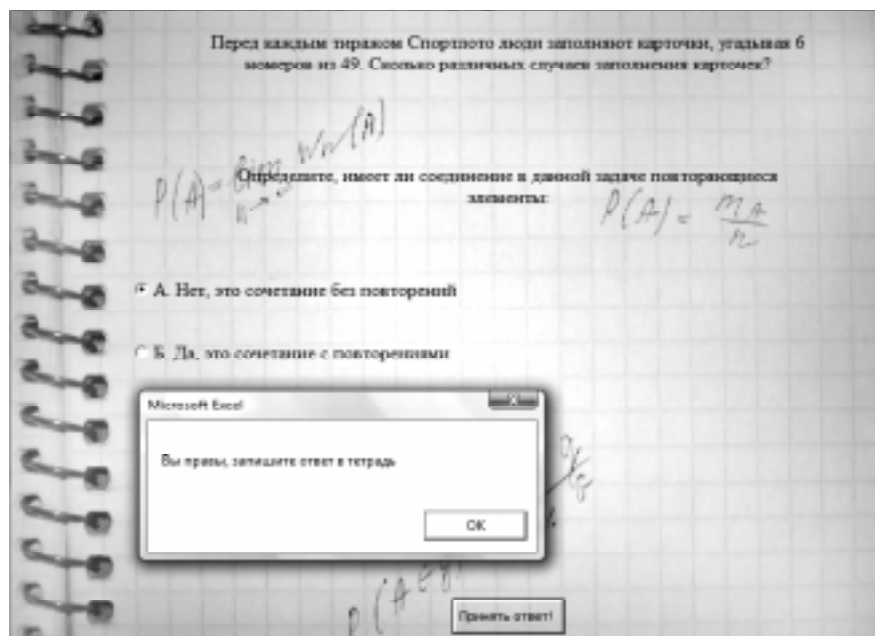 Перед каждым тиражом Спортлото люди заполняют карточки, угадывая 6
номеров из 49. Сколько различных случаев заполнения карточек?
P(A) = lim Wn(A)
n→
Определите, имеет ли соединение в данной задаче повторяющиеся
элементы:
P(A) = mA
n
А. Нет, это сочетание без повторений
Б. Да, это сочетание с повторениями
Microsoft Excel
Вы правы, запишите ответ в тетрадь
OK
P(A
Принять ответ!